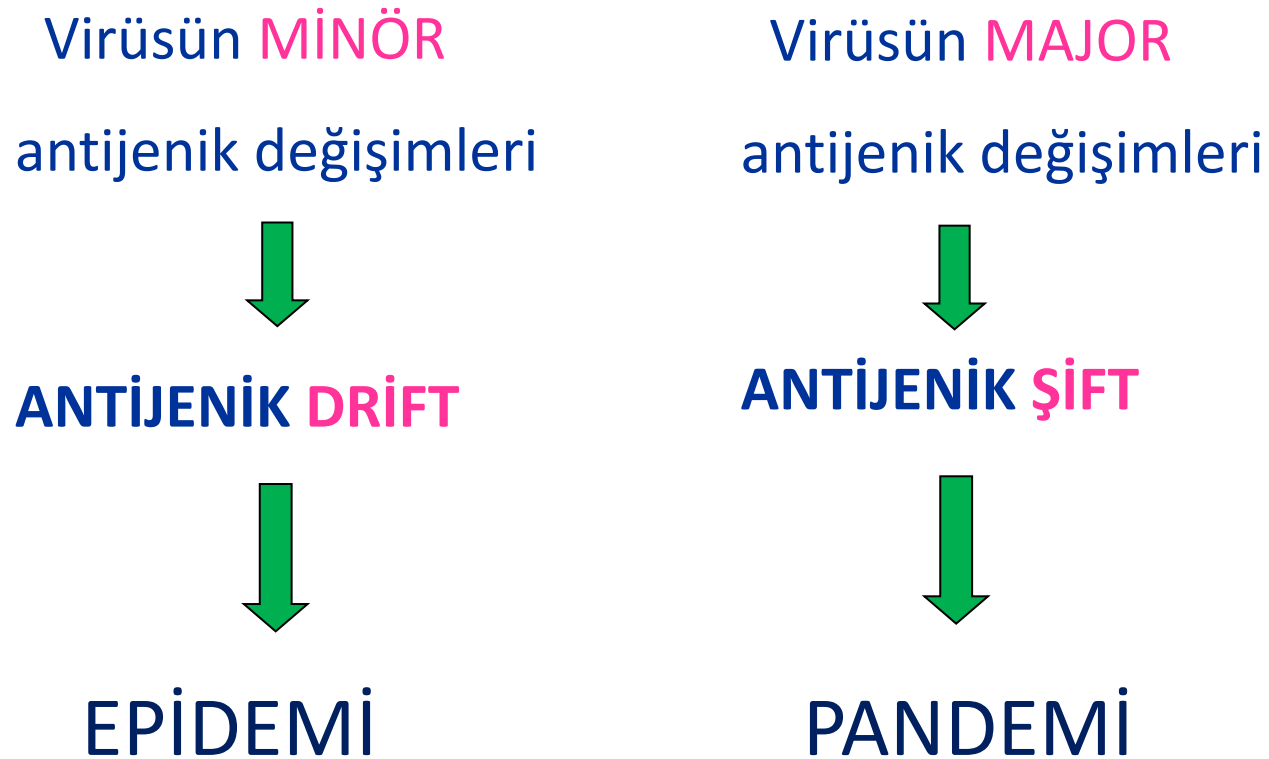 Virüsün MİNÖR
antijenik değişimleri
ANTİJENİK DRİFT
EPİDEMİ
Virüsün MAJOR
antijenik değişimleri
ANTİJENİK ŞİFT
PANDEMİ